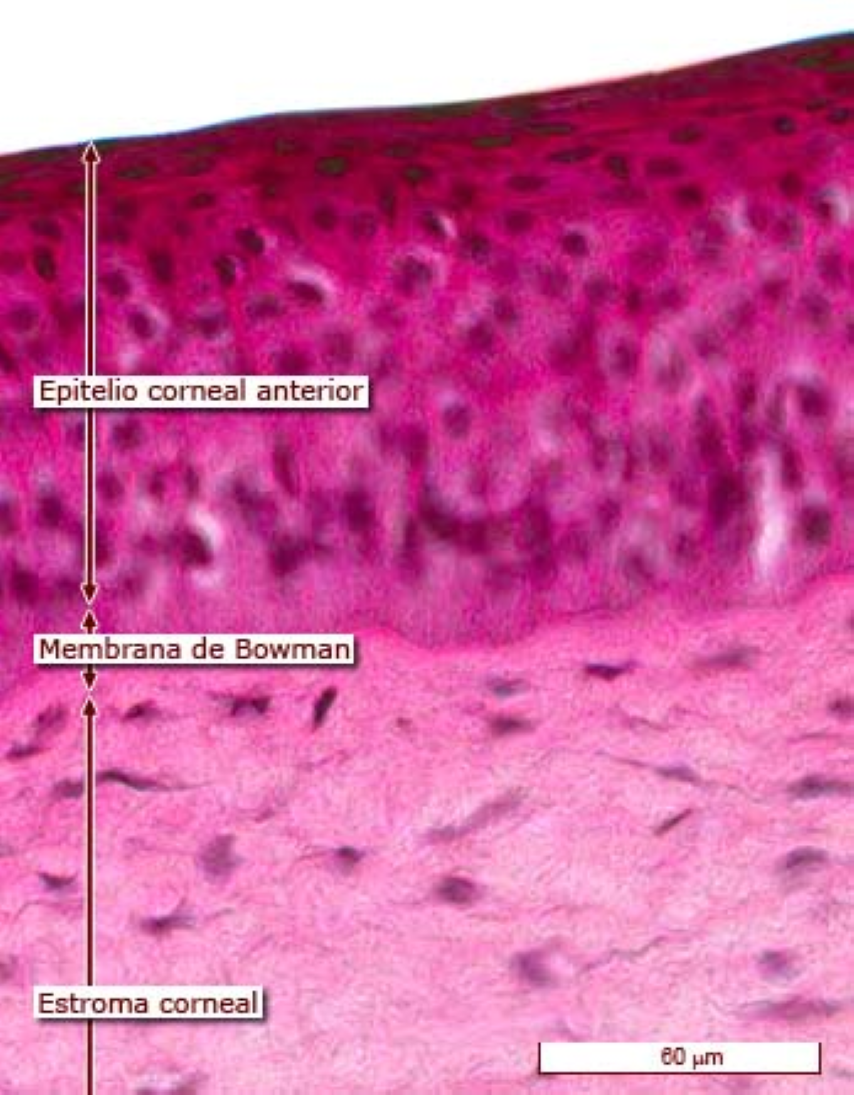 Epitelio corneal anterior
Membrana de Bowman
Estroma corneal
60 µm